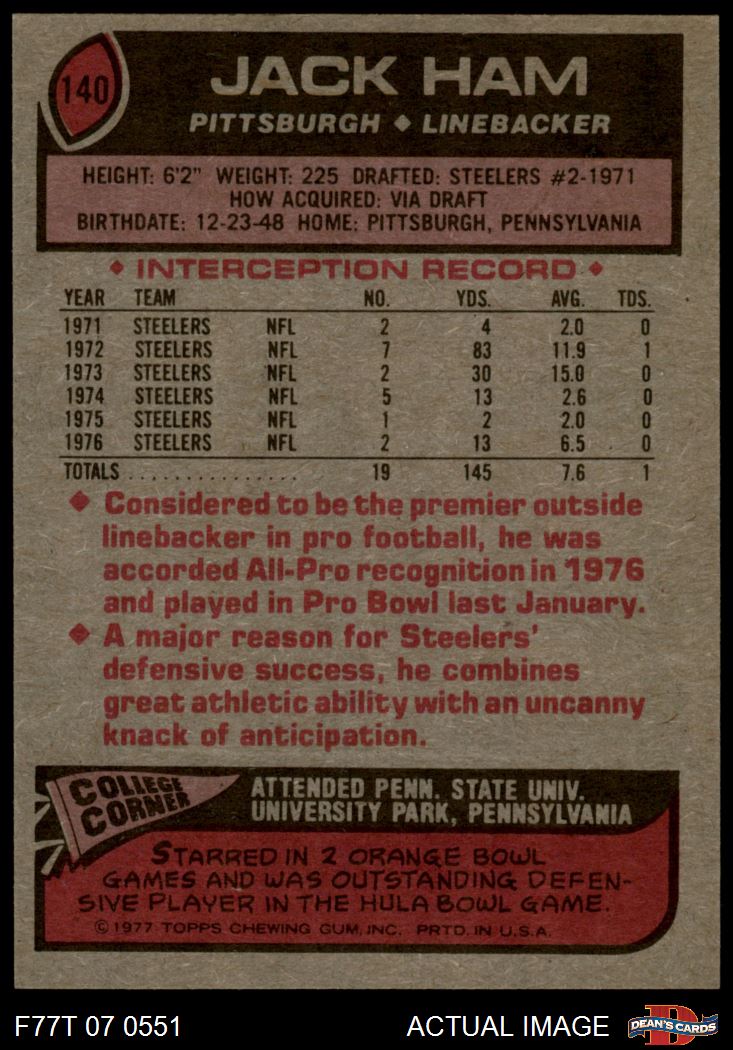 140
JACK HAM
PITTSBURGH ♦ LINEBACKER
HEIGHT: 6'2" WEIGHT: 225 DRAFTED: STEELERS #2-1971
HOW ACQUIRED: VIA DRAFT
BIRTHDATE: 12-23-48 HOME: PITTSBURGH, PENNSYLVANIA
♦ INTERCEPTION RECORD ♦
YEAR TEAM NO. YDS. AVG. TDS.
1971 STEELERS NFL 2 4 2.0 0
1972 STEELERS NFL 7 83 11.9 1
1973 STEELERS NFL 2 30 15.0 0
1974 STEELERS NFL 5 13 2.6 0
1975 STEELERS NFL 1 2 2.0 0
1976 STEELERS NFL 2 13 6.5 0
TOTALS . . . . . . . . . . . . . . . 19 145 7.6 1
♦ Considered to be the premier outside
linebacker in pro football, he was
accorded All-Pro recognition in 1976
and played in Pro Bowl last January.
♦ A major reason for Steelers'
defensive success, he combines
great athletic ability with an uncanny
knack of anticipation.
COLLEGE
CORNER
ATTENDED PENN. STATE UNIV.
UNIVERSITY PARK, PENNSYLVANIA
STARRED IN 2 ORANGE BOWL
GAMES AND WAS OUTSTANDING DEFEN-
SIVE PLAYER IN THE HULA BOWL GAME.
© 1977 TOPPS CHEWING GUM, INC. PRTD. IN U.S.A.
F77T 07 0551 ACTUAL IMAGE
D
DEAN'S CARDS